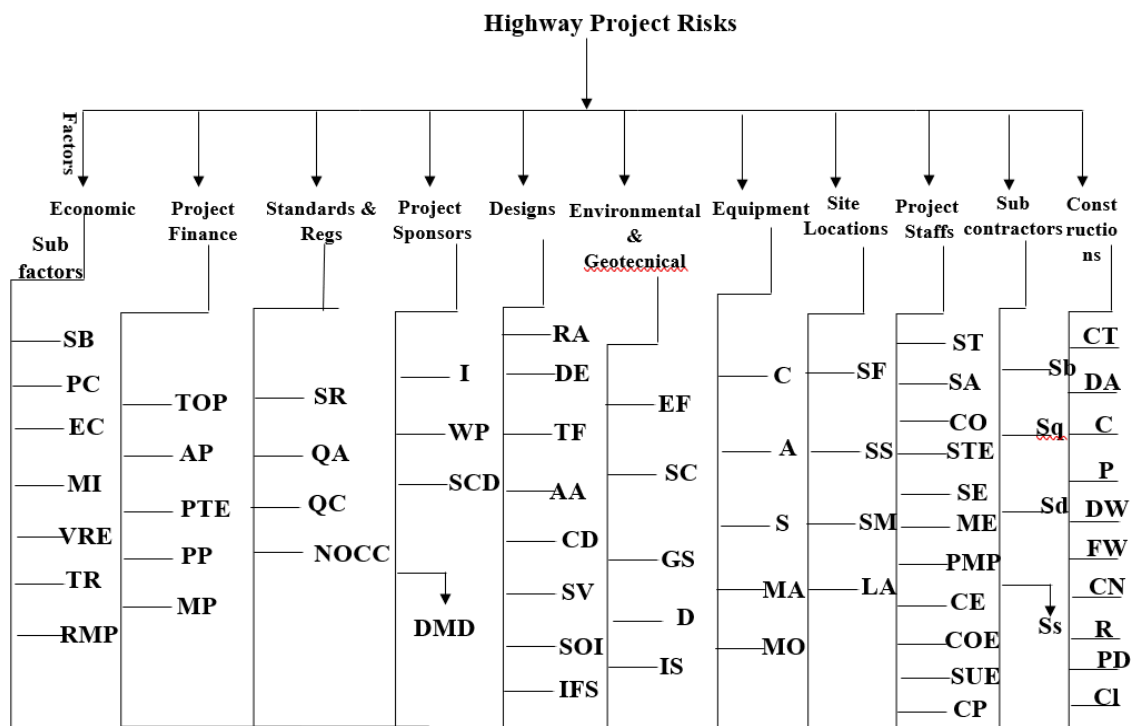 Highway Project Risks
Factors
Economic
Project
Finance
Standards &
Regs
Project
Sponsors
Designs
Environmental
&
Geotecnical
Equipment
Site
Locations
Project
Staffs
Sub
contractors
Const
ructio
ns
Sub
factors
SB
PC
EC
MI
VRE
TR
RMP
TOP
AP
PTE
PP
MP
SR
QA
QC
NOCC
I
WP
SCD
DMD
RA
DE
TF
AA
CD
SV
SOI
IFS
EF
SC
GS
D
IS
C
A
S
MA
MO
SF
SS
SM
LA
ST
SA
CO
STE
SE
ME
PMP
CE
COE
SUE
CP
Sb
Sq
Sd
Ss
CT
DA
C
P
DW
FW
CN
R
PD
Cl